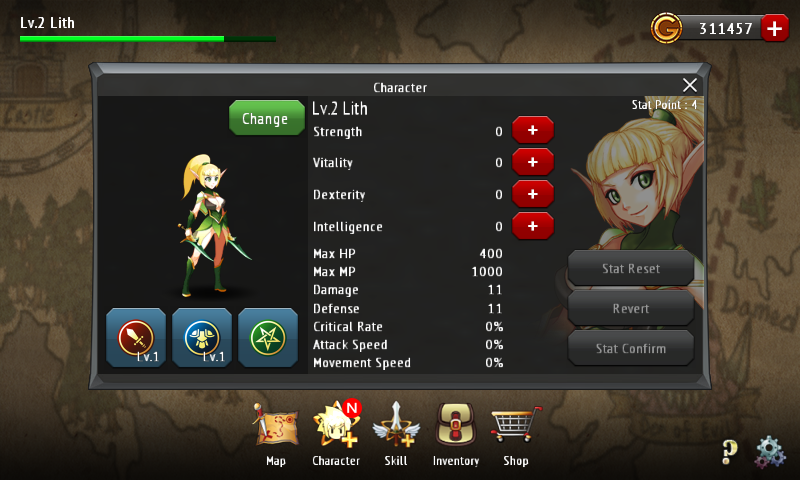 Lv.2 Lith
311457
Character
Change
Lv.2 Lith
Stat Point : 4
Strength 0
Vitality 0
Dexterity 0
Intelligence 0
Max HP 400
Max MP 1000
Damage 11
Defense 11
Critical Rate 0%
Attack Speed 0%
Movement Speed 0%
Stat Reset
Revert
Stat Confirm
Lv.1
Lv.1
N
Map
Character
Skill
Inventory
Shop
?
Castle